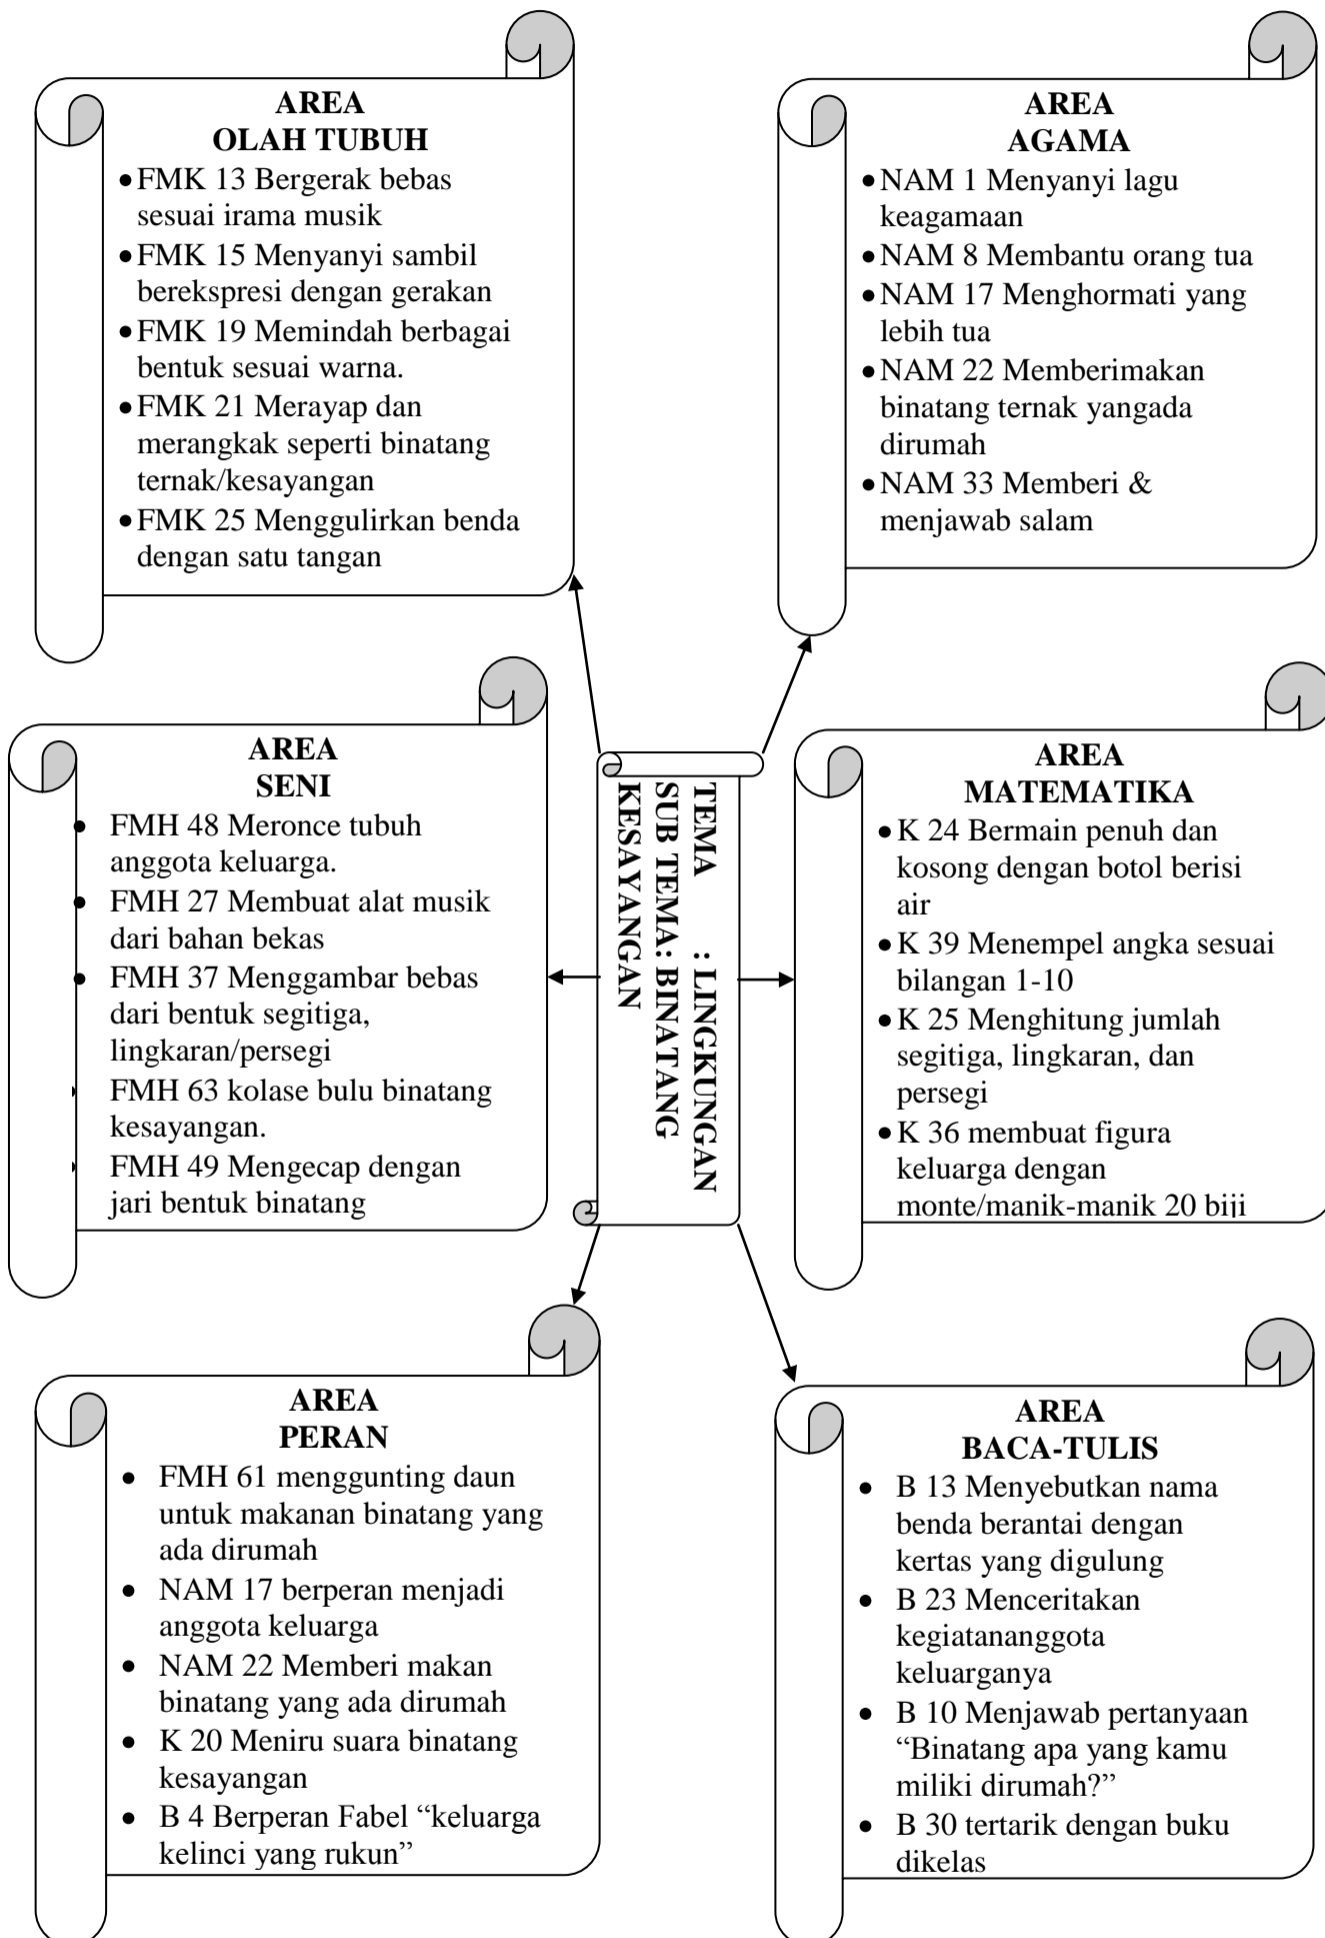 AREA
OLAH TUBUH
•FMK 13 Bergerak bebas
sesuai irama musik
•FMK 15 Menyanyi sambil
berekspresi dengan gerakan
•FMK 19 Memindah berbagai
bentuk sesuai warna.
•FMK 21 Merayap dan
merangkak seperti binatang
ternak/kesayangan
•FMK 25 Menggulirkan benda
dengan satu tangan
AREA
AGAMA
•NAM 1 Menyanyi lagu
keagamaan
•NAM 8 Membantu orang tua
•NAM 17 Menghormati yang
lebih tua
•NAM 22 Memberimakan
binatang ternak yangada
dirumah
•NAM 33 Memberi &
menjawab salam
AREA
SENI
• FMH 48 Meronce tubuh
anggota keluarga.
• FMH 27 Membuat alat musik
dari bahan bekas
• FMH 37 Menggambar bebas
dari bentuk segitiga,
lingkaran/persegi
• FMH 63 kolase bulu binatang
kesayangan.
• FMH 49 Mengecap dengan
jari bentuk binatang
TEMA : LINGKUNGAN
SUB TEMA: BINATANG
KESAYANGAN
AREA
MATEMATIKA
•K 24 Bermain penuh dan
kosong dengan botol berisi
air
•K 39 Menempel angka sesuai
bilangan 1-10
•K 25 Menghitung jumlah
segitiga, lingkaran, dan
persegi
•K 36 membuat figura
keluarga dengan
monte/manik-manik 20 biji
AREA
PERAN
• FMH 61 menggunting daun
untuk makanan binatang yang
ada dirumah
• NAM 17 berperan menjadi
anggota keluarga
• NAM 22 Memberi makan
binatang yang ada dirumah
• K 20 Meniru suara binatang
kesayangan
• B 4 Berperan Fabel “keluarga
kelinci yang rukun”
AREA
BACA-TULIS
• B 13 Menyebutkan nama
benda berantai dengan
kertas yang digulung
• B 23 Menceritakan
kegiatananggota
keluarganya
• B 10 Menjawab pertanyaan
“Binatang apa yang kamu
miliki dirumah?”
• B 30 tertarik dengan buku
dikelas